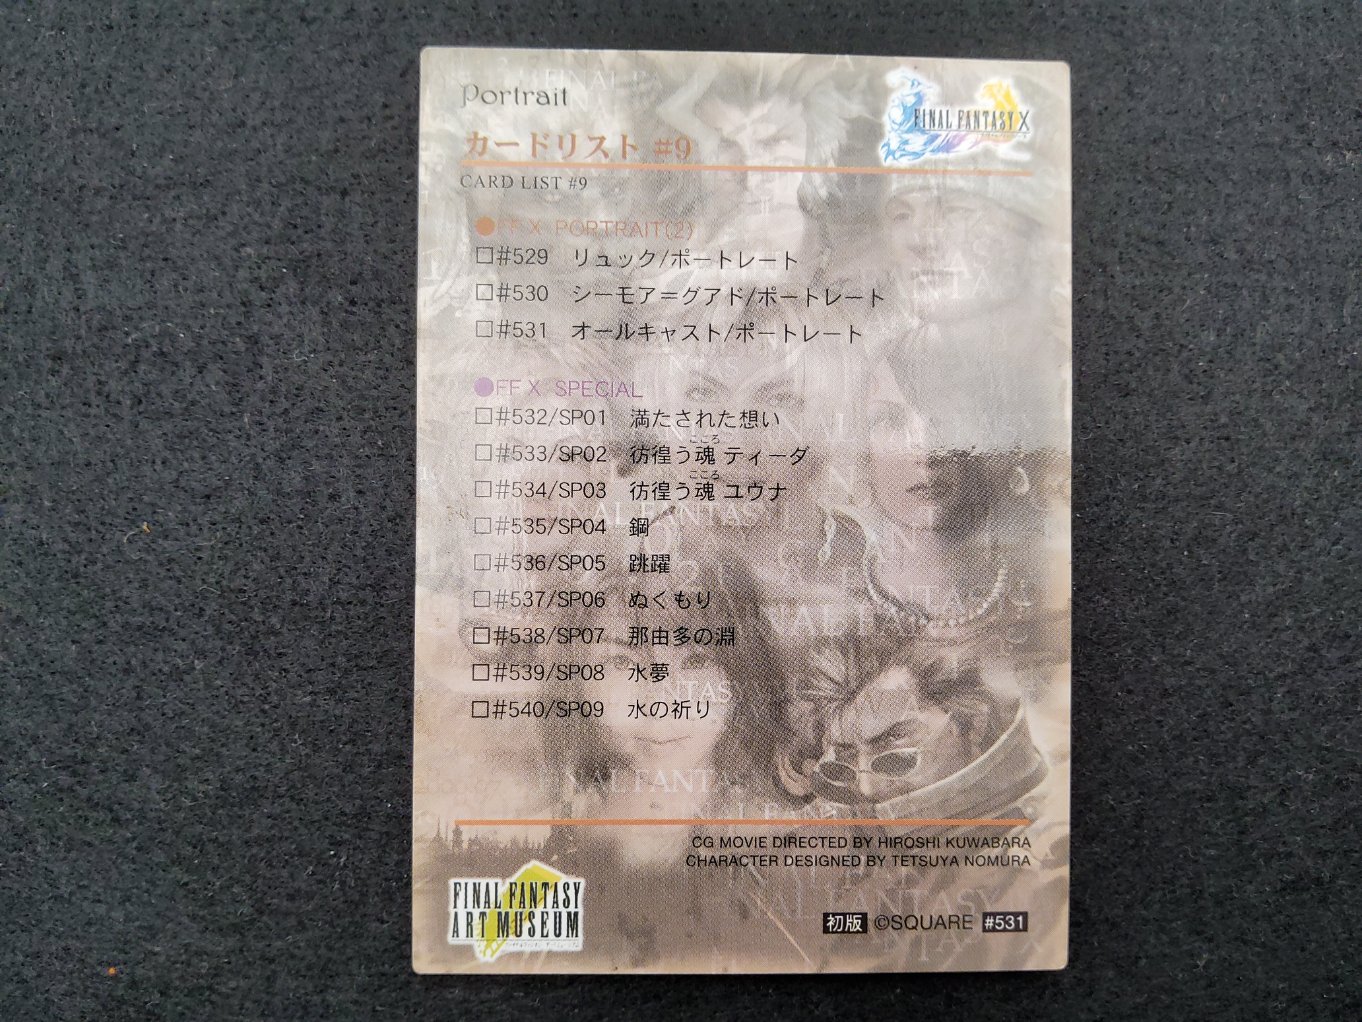 Portrait
FINAL FANTASY X
カードリスト #9
CARD LIST #9
●FF X PORTRAIT(2)
□#529 リュック/ポートレート
□#530 シーモア=グアド/ポートレート
□#531 オールキャスト/ポートレート
●FF X SPECIAL
□#532/SP01 満たされた想い
こころ
□#533/SP02 彷徨う魂 ティーダ
こころ
□#534/SP03 彷徨う魂 ユウナ
□#535/SP04 鋼
□#536/SP05 跳躍
□#537/SP06 ぬくもり
□#538/SP07 那由多の淵
□#539/SP08 水夢
□#540/SP09 水の祈り
CG MOVIE DIRECTED BY HIROSHI KUWABARA
CHARACTER DESIGNED BY TETSUYA NOMURA
FINAL FANTASY
ART MUSEUM
初版 ©SQUARE #531